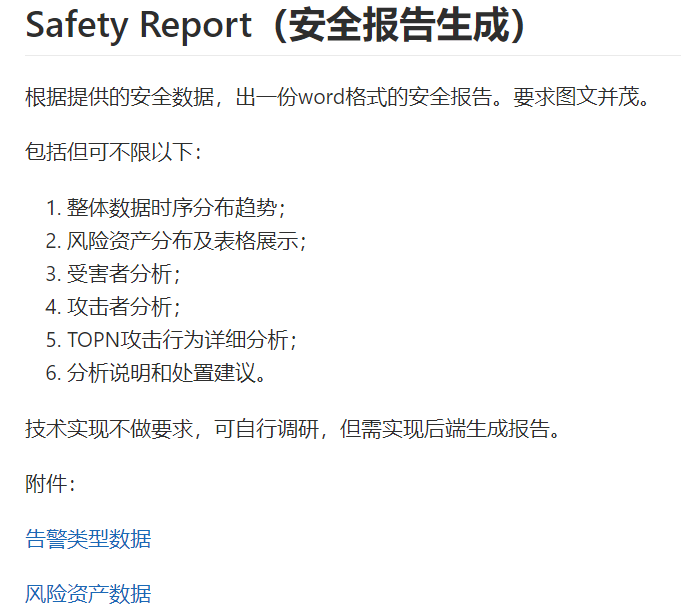 Safety Report（安全报告生成）
根据提供的安全数据，出一份word格式的安全报告。要求图文并茂。
包括但可不限以下：
1. 整体数据时序分布趋势；
2. 风险资产分布及表格展示；
3. 受害者分析；
4. 攻击者分析；
5. TOPN攻击行为详细分析；
6. 分析说明和处置建议。
技术实现不做要求，可自行调研，但需实现后端生成报告。
附件：
告警类型数据
风险资产数据